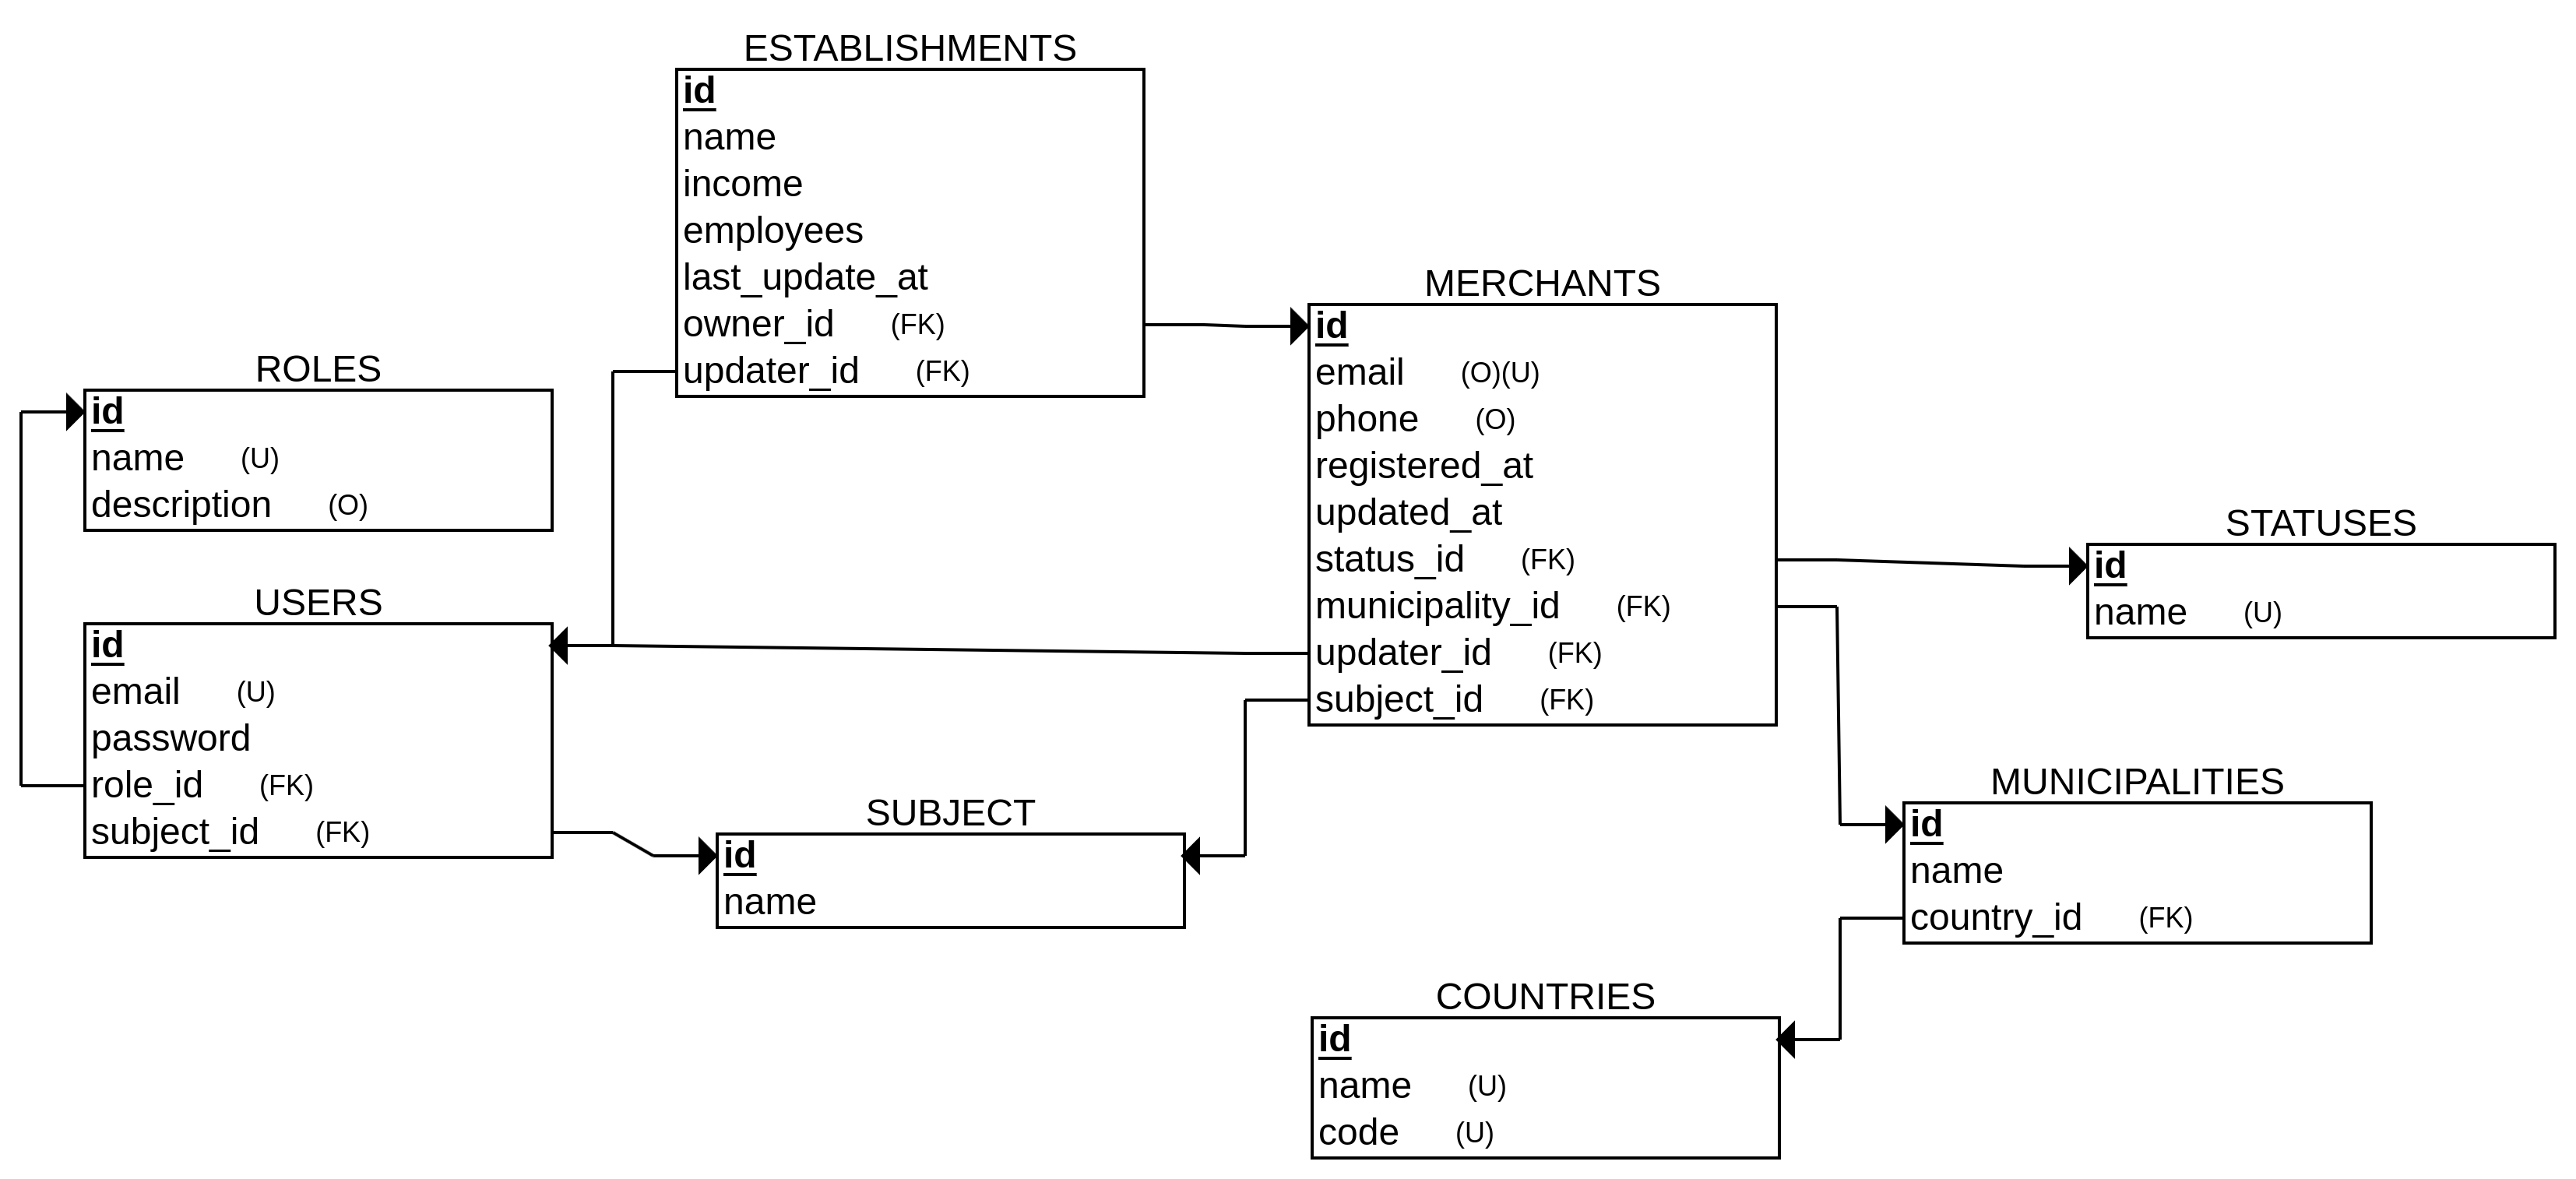 ESTABLISHMENTS
id
name
income
employees
last_update_at
owner_id (FK)
updater_id (FK)
MERCHANTS
id
email (O)(U)
phone (O)
registered_at
updated_at
status_id (FK)
municipality_id (FK)
updater_id (FK)
subject_id (FK)
ROLES
id
name (U)
description (O)
USERS
id
email (U)
password
role_id (FK)
subject_id (FK)
STATUSES
id
name (U)
SUBJECT
id
name
MUNICIPALITIES
id
name
country_id (FK)
COUNTRIES
id
name (U)
code (U)